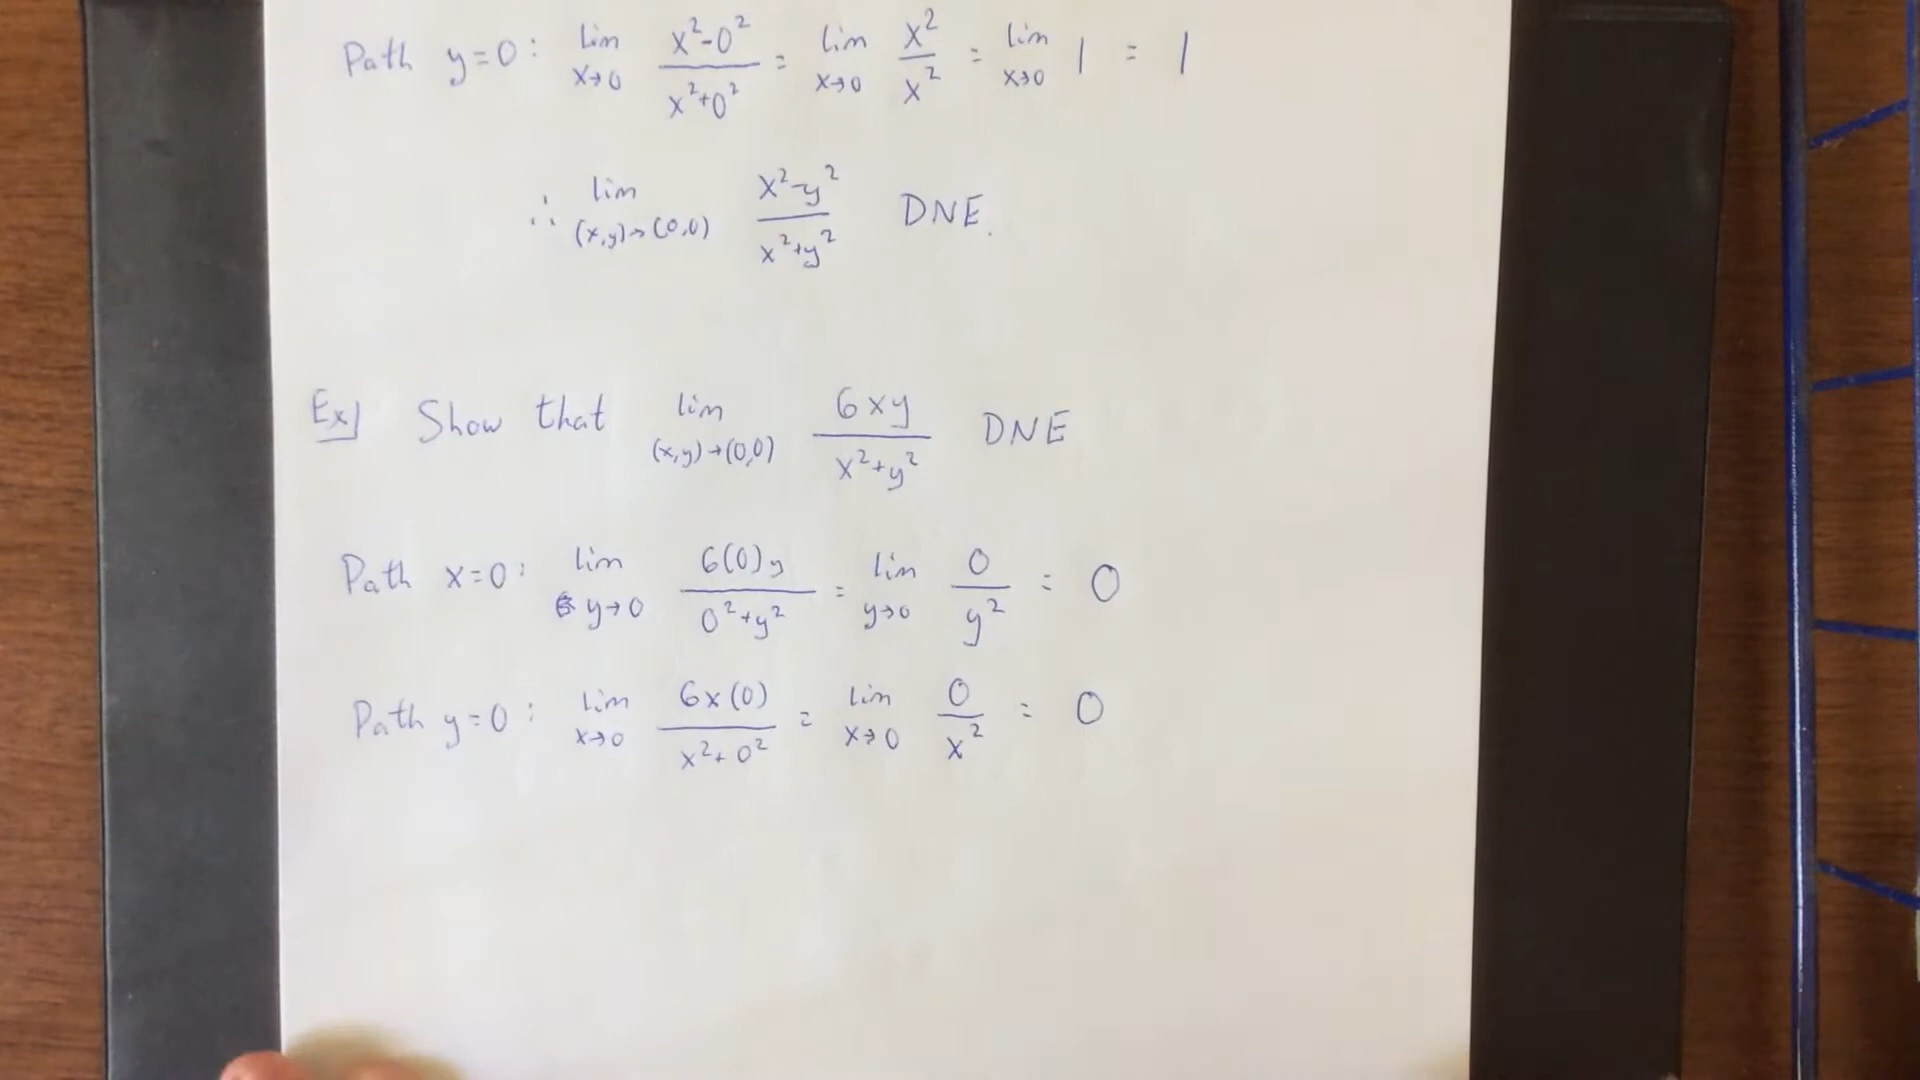 Path y=0: lim x→0 x²-0² / x²+0² = lim x→0 x² / x² = lim x→0 1 = 1
∴ lim (x,y)→(0,0) x²-y² / x²+y² DNE.
Ex] Show that lim (x,y)→(0,0) 6xy / x²+y² DNE
Path x=0: lim y→0 6(0)y / 0²+y² = lim y→0 0 / y² = 0
Path y=0: lim x→0 6x(0) / x²+0² = lim x→0 0 / x² = 0